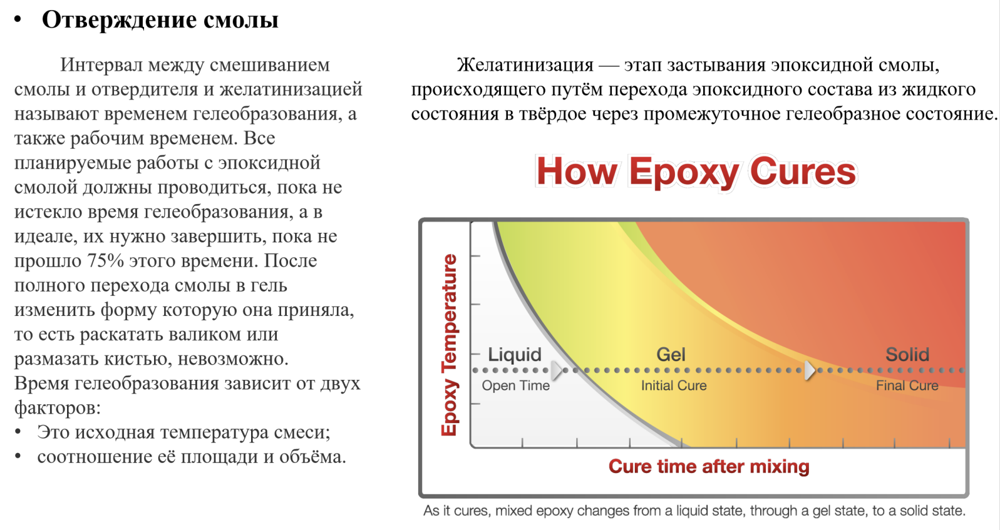 • Отверждение смолы
Интервал между смешиванием
смолы и отвердителя и желатинизацией
называют временем гелеобразования, а
также рабочим временем. Все
планируемые работы с эпоксидной
смолой должны проводиться, пока не
истекло время гелеобразования, а в
идеале, их нужно завершить, пока не
прошло 75% этого времени. После
полного перехода смолы в гель
изменить форму которую она приняла,
то есть раскатать валиком или
размазать кистью, невозможно.
Время гелеобразования зависит от двух
факторов:
• Это исходная температура смеси;
• соотношение её площади и объёма.
Желатинизация — этап застывания эпоксидной смолы,
происходящего путём перехода эпоксидного состава из жидкого
состояния в твёрдое через промежуточное гелеобразное состояние.
How Epoxy Cures
Epoxy Temperature
Liquid
Open Time
Gel
Initial Cure
Solid
Final Cure
Cure time after mixing
As it cures, mixed epoxy changes from a liquid state, through a gel state, to a solid state.